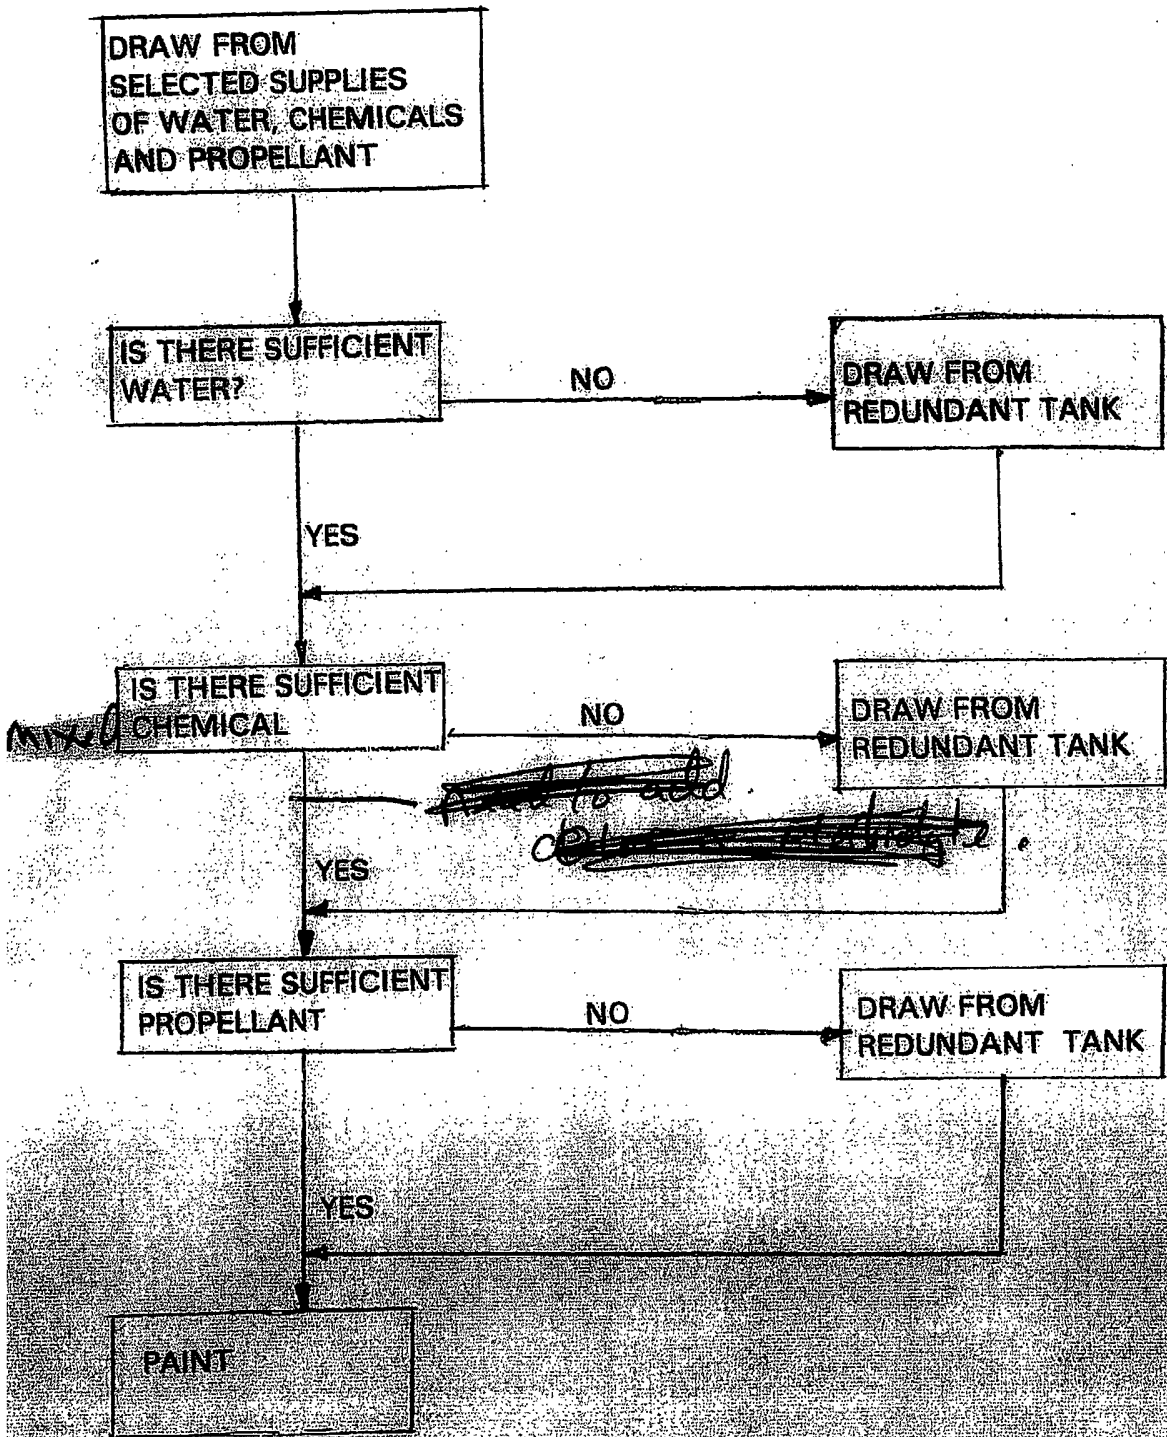 DRAW FROM
SELECTED SUPPLIES
OF WATER, CHEMICALS
AND PROPELLANT
IS THERE SUFFICIENT
WATER?
NO
DRAW FROM
REDUNDANT TANK
YES
mixed
IS THERE SUFFICIENT
CHEMICAL
NO
DRAW FROM
REDUNDANT TANK
to add
YES
IS THERE SUFFICIENT
PROPELLANT
NO
DRAW FROM
REDUNDANT TANK
YES
PAINT